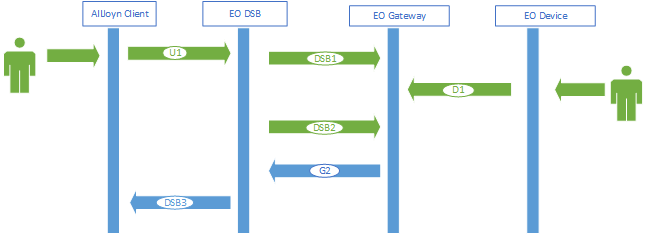 AllJoyn Client
EO DSB
EO Gateway
EO Device
U1
DSB1
D1
DSB2
G2
DSB3